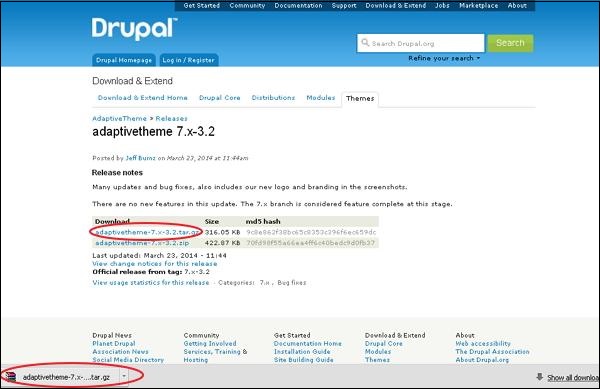 Get Started Community Documentation Support Download & Extend Jobs Marketplace About
Drupal™
Search Drupal.org Search
Refine your search
Drupal Homepage Log in / Register
Download & Extend
Download & Extend Home Drupal Core Distributions Modules Themes
AdaptiveTheme » Releases
adaptivetheme 7.x-3.2
Posted by Jeff Burnz on March 23, 2014 at 11:44am
Release notes
Many updates and bug fixes, also includes our new logo and branding in the screenshots.
There are no new features in this update. The 7.x branch is considered feature complete at this stage.
Download Size md5 hash
adaptivetheme-7.x-3.2.tar.gz 316.05 KB 9c8e862f38bc65c8353c396f6ec659dc
adaptivetheme-7.x-3.2.zip 422.87 KB 70fd98f55a66ea4ff6c40bedc9d0fb37
Last updated: March 23, 2014 - 11:44
View change notices for this release
Official release from tag: 7.x-3.2
View usage statistics for this release · Categories: 7.x , Bug fixes
Drupal News Community Documentation Download & Extend About
Planet Drupal Getting Involved Installation Guide Drupal Core Web accessibility
Association News Services, Training & Site Building Guide Themes About Drupal.org
Social Media Directory Hosting Modules
adaptivetheme-7.x-....tar.gz Show all downloa